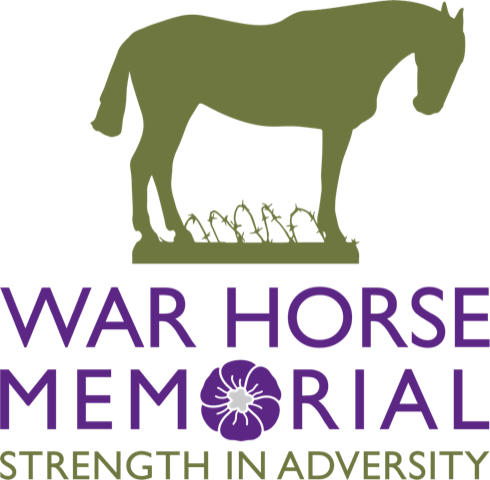 WAR HORSE
MEMORIAL
STRENGTH IN ADVERSITY